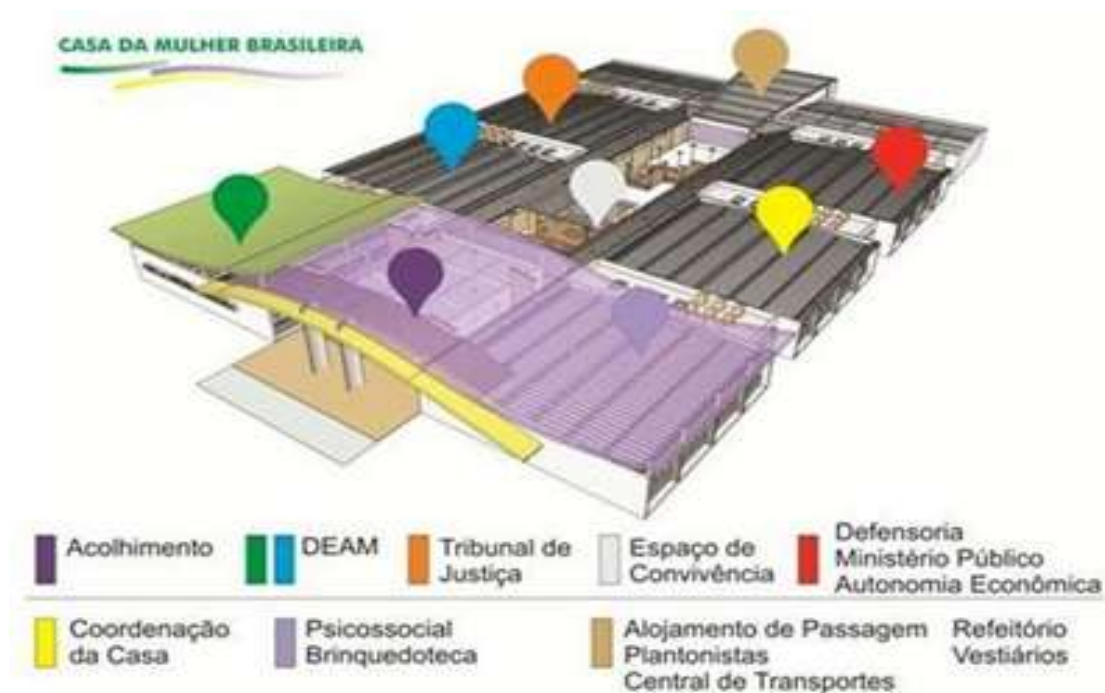 CASA DA MULHER BRASILEIRA
Acolhimento
DEAM
Tribunal de
Justiça
Espaço de
Convivência
Defensoria
Ministério Público
Autonomia Econômica
Coordenação
da Casa
Psicossocial
Brinquedoteca
Alojamento de Passagem
Plantonistas
Central de Transportes
Refeitório
Vestiários